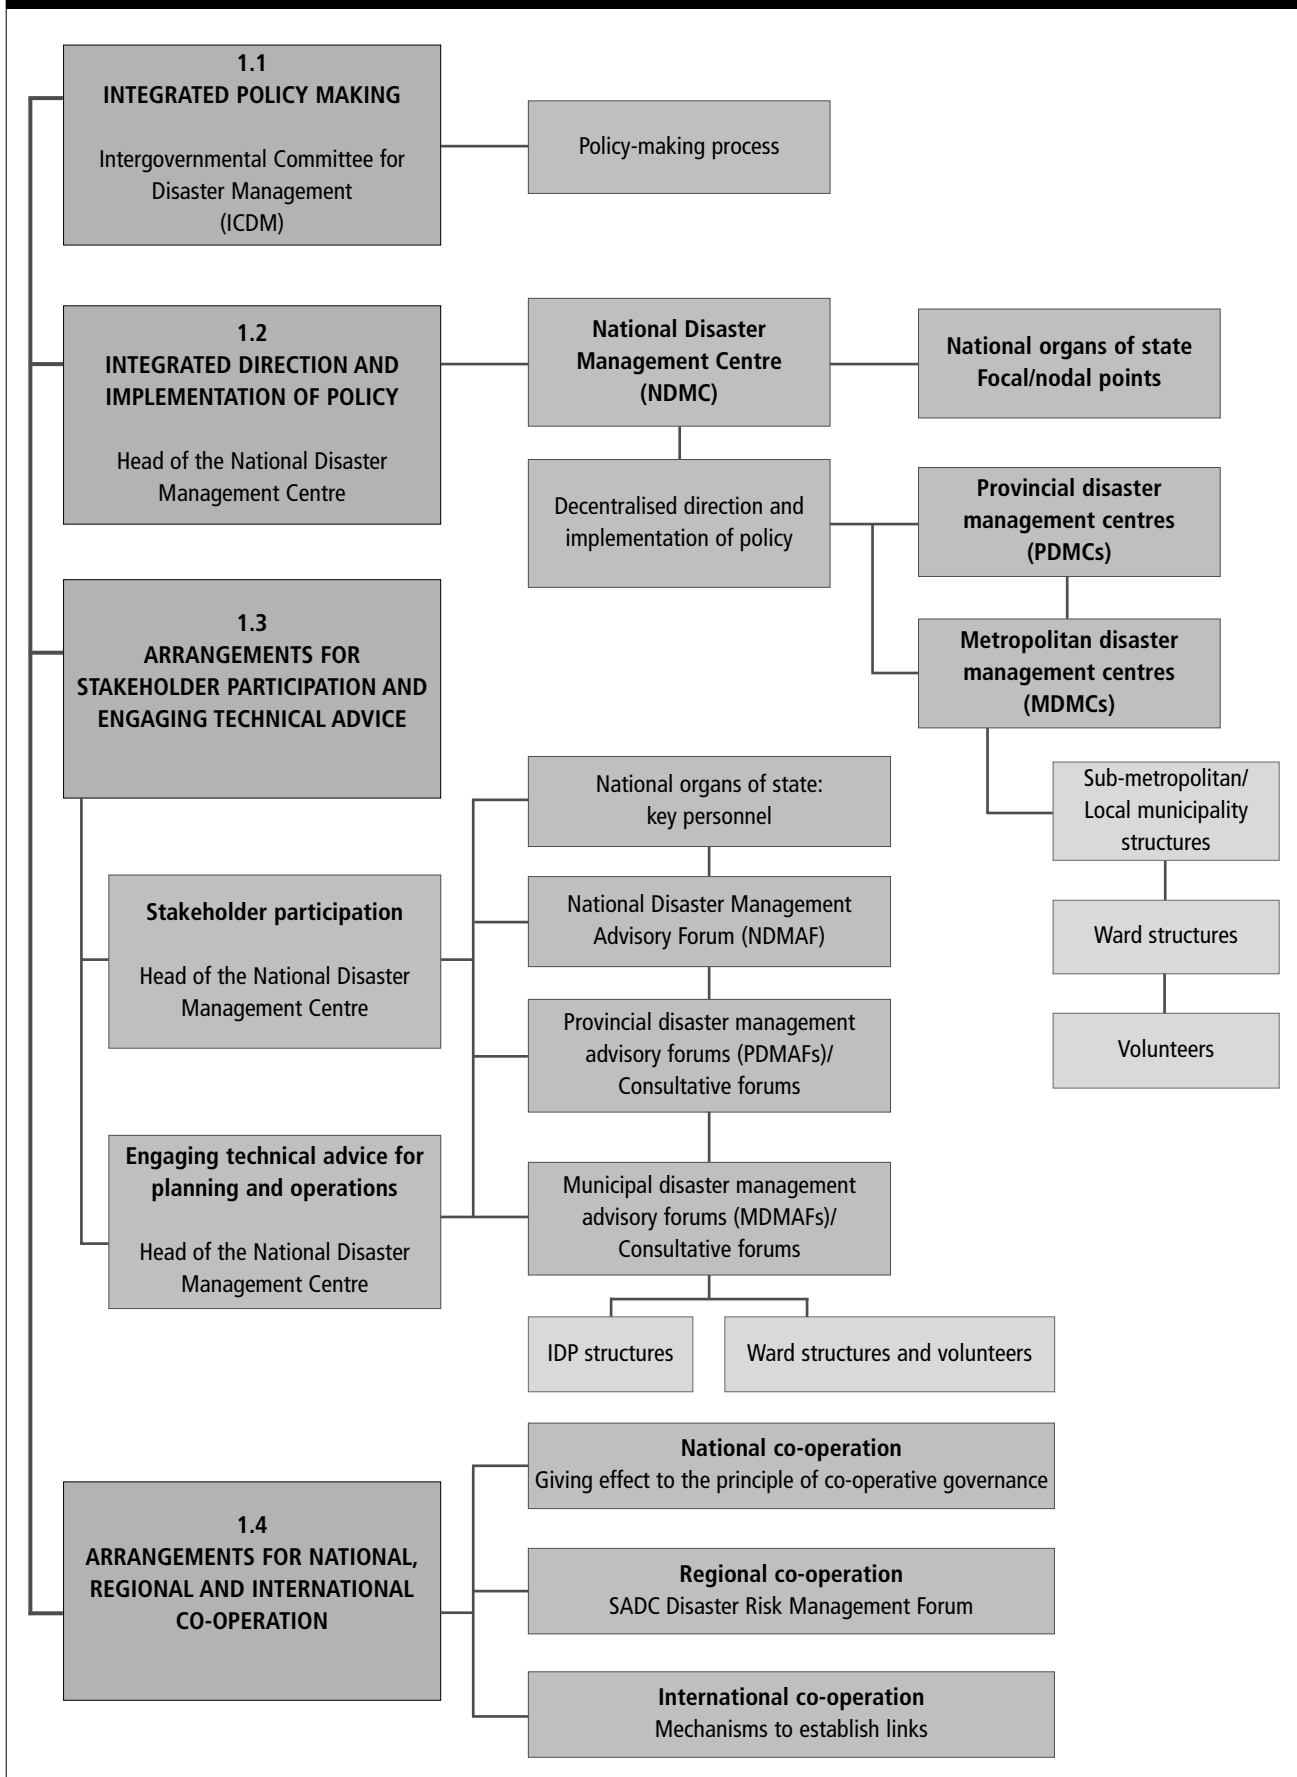 1.1
INTEGRATED POLICY MAKING
Intergovernmental Committee for
Disaster Management
(ICDM)
Policy-making process
1.2
INTEGRATED DIRECTION AND
IMPLEMENTATION OF POLICY
Head of the National Disaster
Management Centre
National Disaster
Management Centre
(NDMC)
National organs of state
Focal/nodal points
Decentralised direction and
implementation of policy
Provincial disaster
management centres
(PDMCs)
Metropolitan disaster
management centres
(MDMCs)
Sub-metropolitan/
Local municipality
structures
Ward structures
Volunteers
1.3
ARRANGEMENTS FOR
STAKEHOLDER PARTICIPATION AND
ENGAGING TECHNICAL ADVICE
Stakeholder participation
Head of the National Disaster
Management Centre
Engaging technical advice for
planning and operations
Head of the National Disaster
Management Centre
National organs of state:
key personnel
National Disaster Management
Advisory Forum (NDMAF)
Provincial disaster management
advisory forums (PDMAFs)/
Consultative forums
Municipal disaster management
advisory forums (MDMAFs)/
Consultative forums
IDP structures
Ward structures and volunteers
1.4
ARRANGEMENTS FOR NATIONAL,
REGIONAL AND INTERNATIONAL
CO-OPERATION
National co-operation
Giving effect to the principle of co-operative governance
Regional co-operation
SADC Disaster Risk Management Forum
International co-operation
Mechanisms to establish links